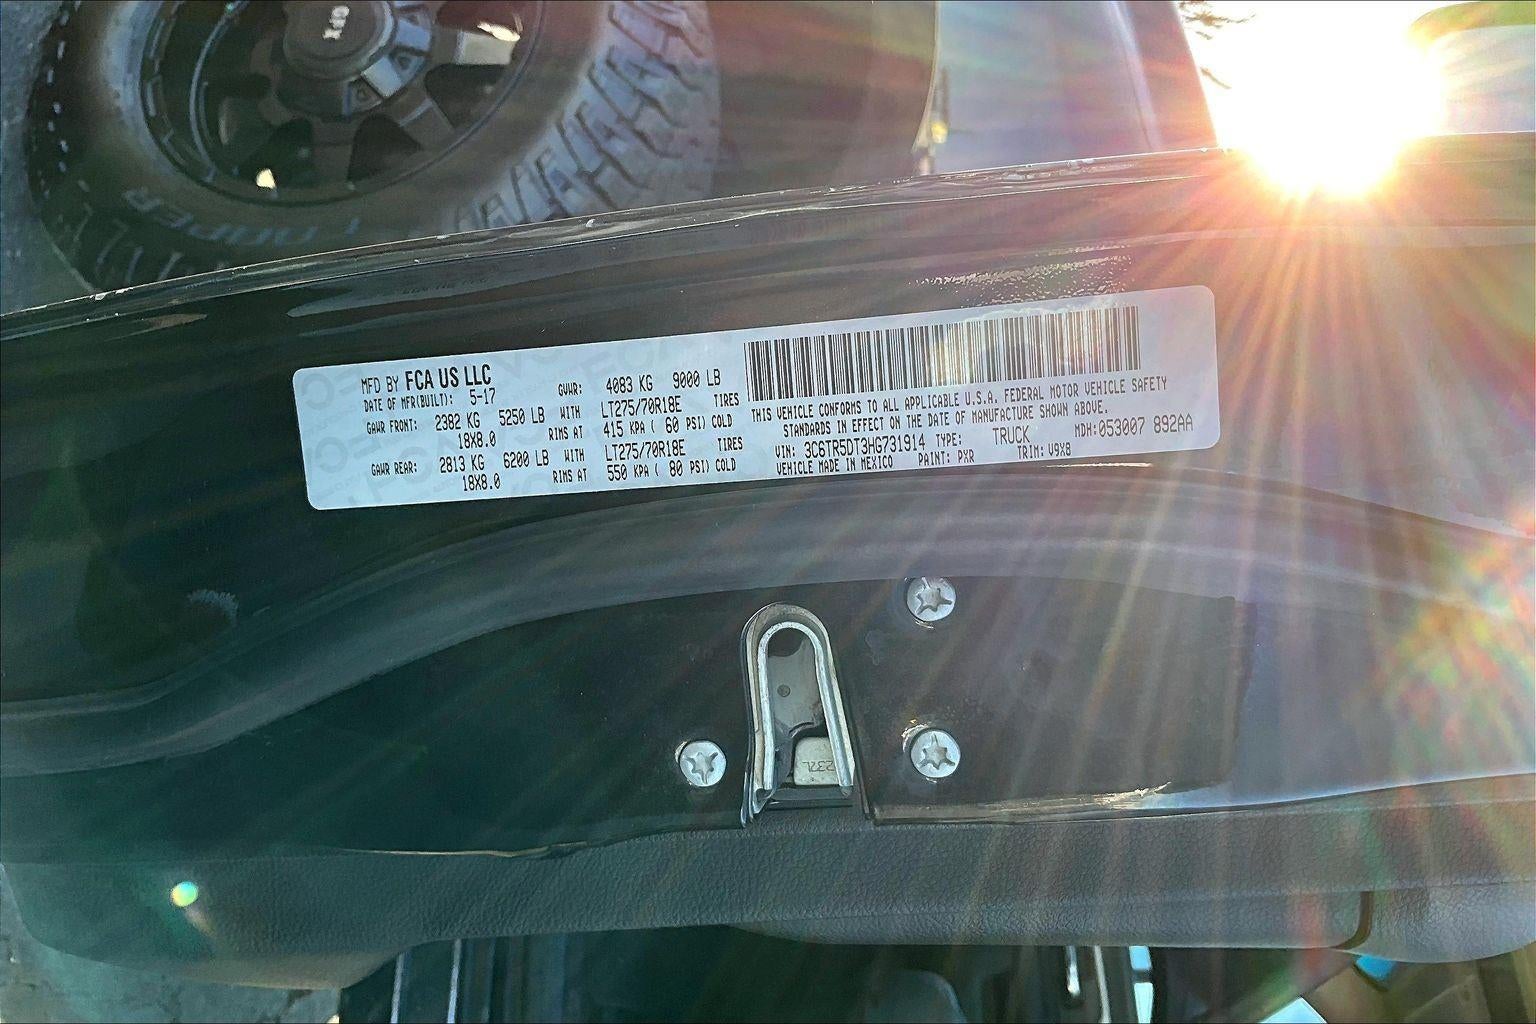 COOPER
MFD BY FCA US LLC
DATE OF MFR(BUILT): 5-17 GVWR: 4083 KG 9000 LB
GAWR FRONT: 2382 KG 5250 LB WITH LT275/70R18E TIRES
18X8.0 RIMS AT 415 KPA ( 60 PSI) COLD
GAWR REAR: 2813 KG 6200 LB WITH LT275/70R18E TIRES
18X8.0 RIMS AT 550 KPA ( 80 PSI) COLD
THIS VEHICLE CONFORMS TO ALL APPLICABLE U.S.A. FEDERAL MOTOR VEHICLE SAFETY
STANDARDS IN EFFECT ON THE DATE OF MANUFACTURE SHOWN ABOVE.
VIN: 3C6TR5DT3HG731914 TYPE: TRUCK MDH:053007 892AA
VEHICLE MADE IN MEXICO PAINT: PXR TRIM: V9X8